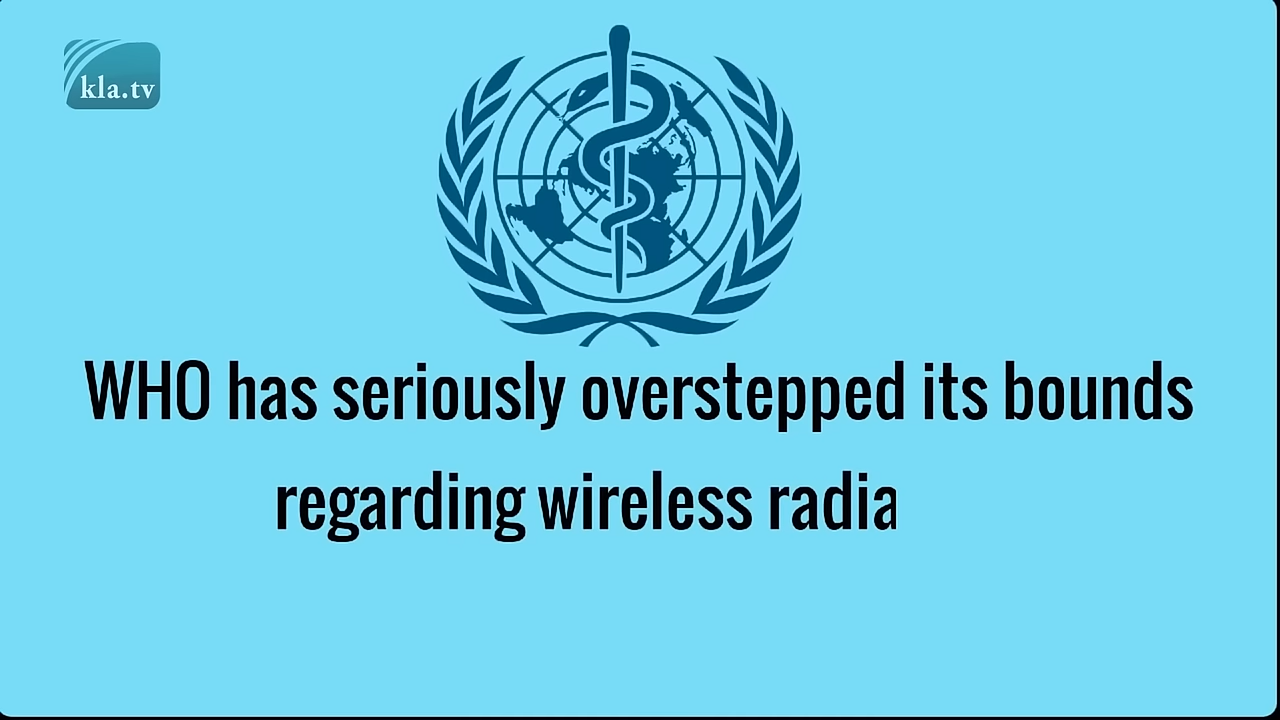 kla.tv
WHO has seriously overstepped its bounds
regarding wireless radia